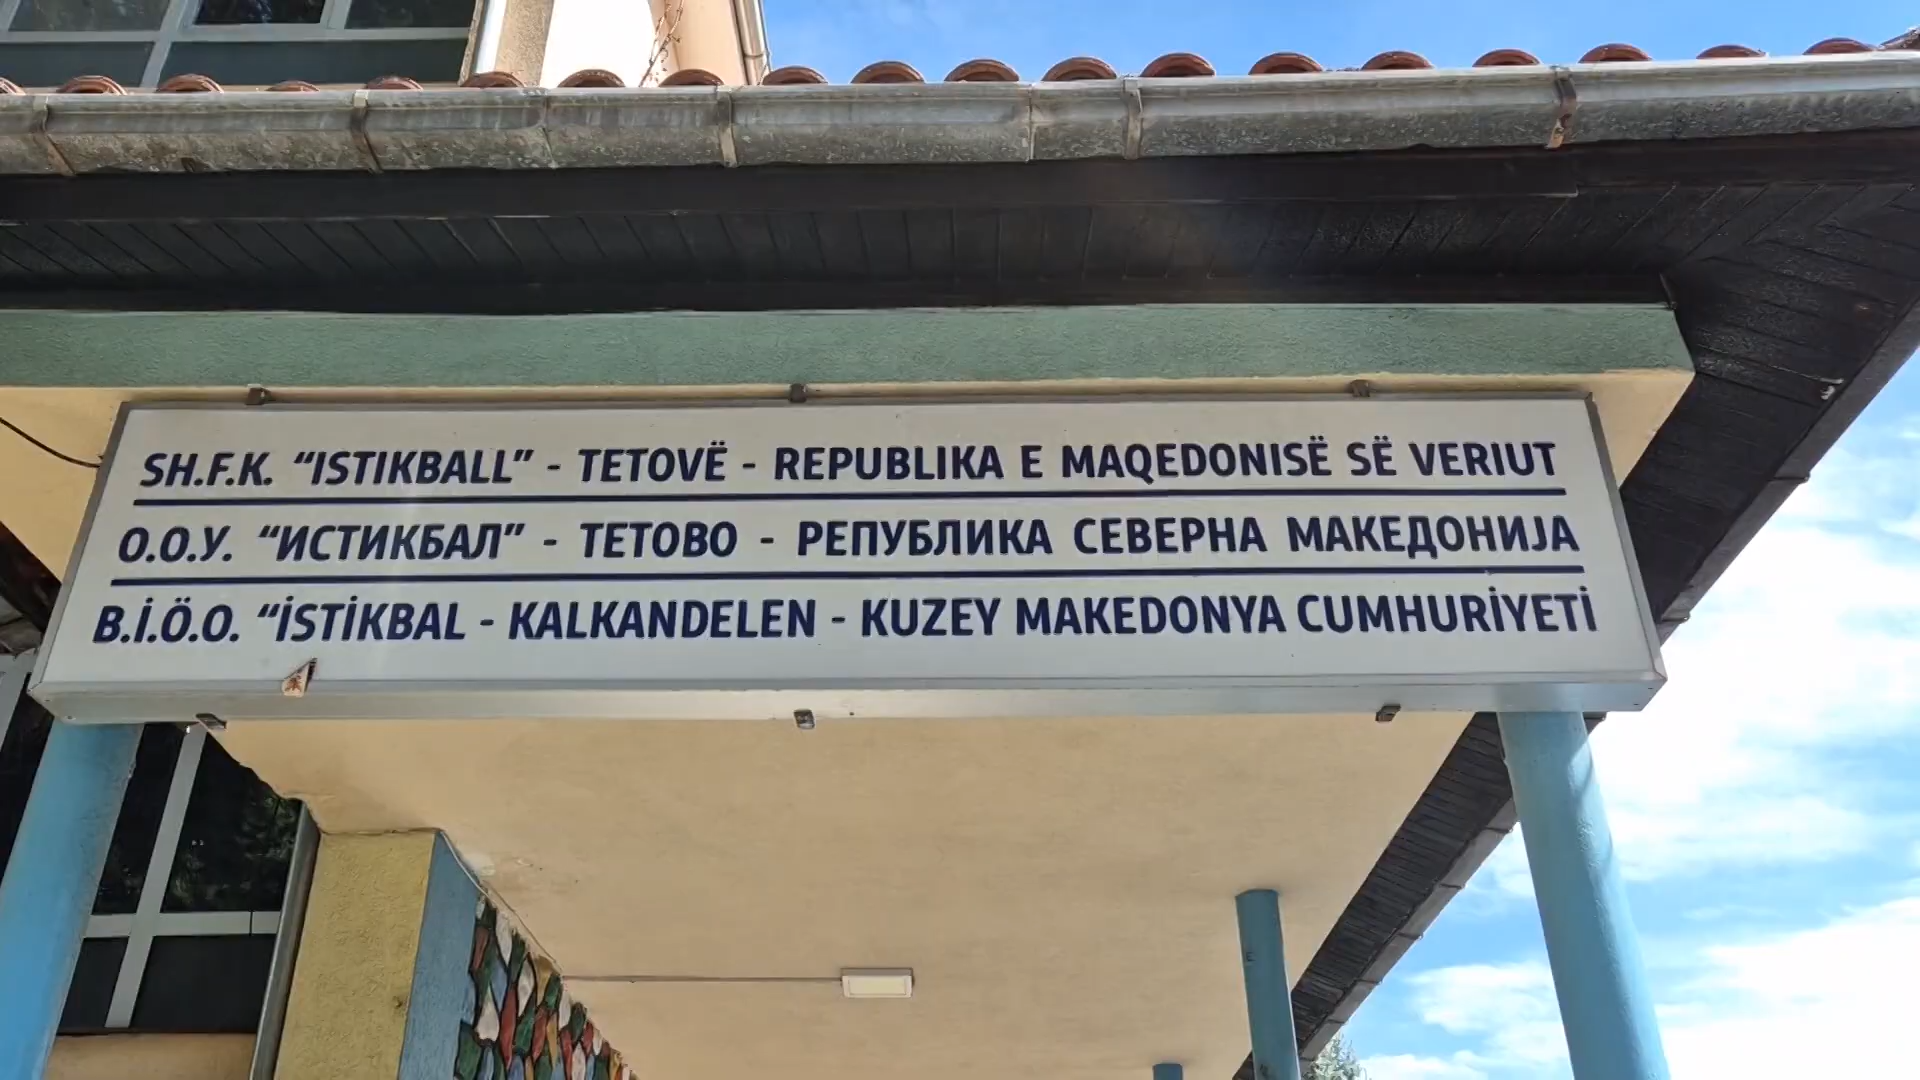 SH.F.K. “ISTIKBALL” - TETOVË - REPUBLIKA E MAQEDONISË SË VERIUT
О.О.У. “ИСТИКБАЛ” - ТЕТОВО - РЕПУБЛИКА СЕВЕРНА МАКЕДОНИЈА
B.İ.Ö.O. “İSTİKBAL - KALKANDELEN - KUZEY MAKEDONYA CUMHURİYETİ